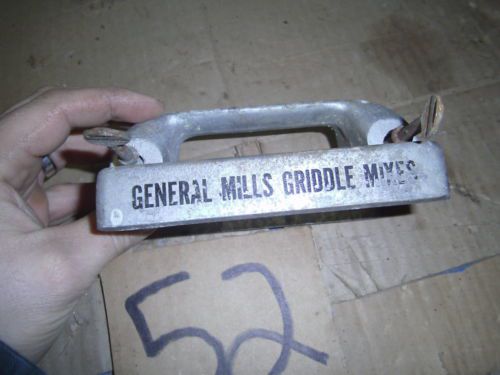 GENERAL MILLS GRIDDLE MIXES
52